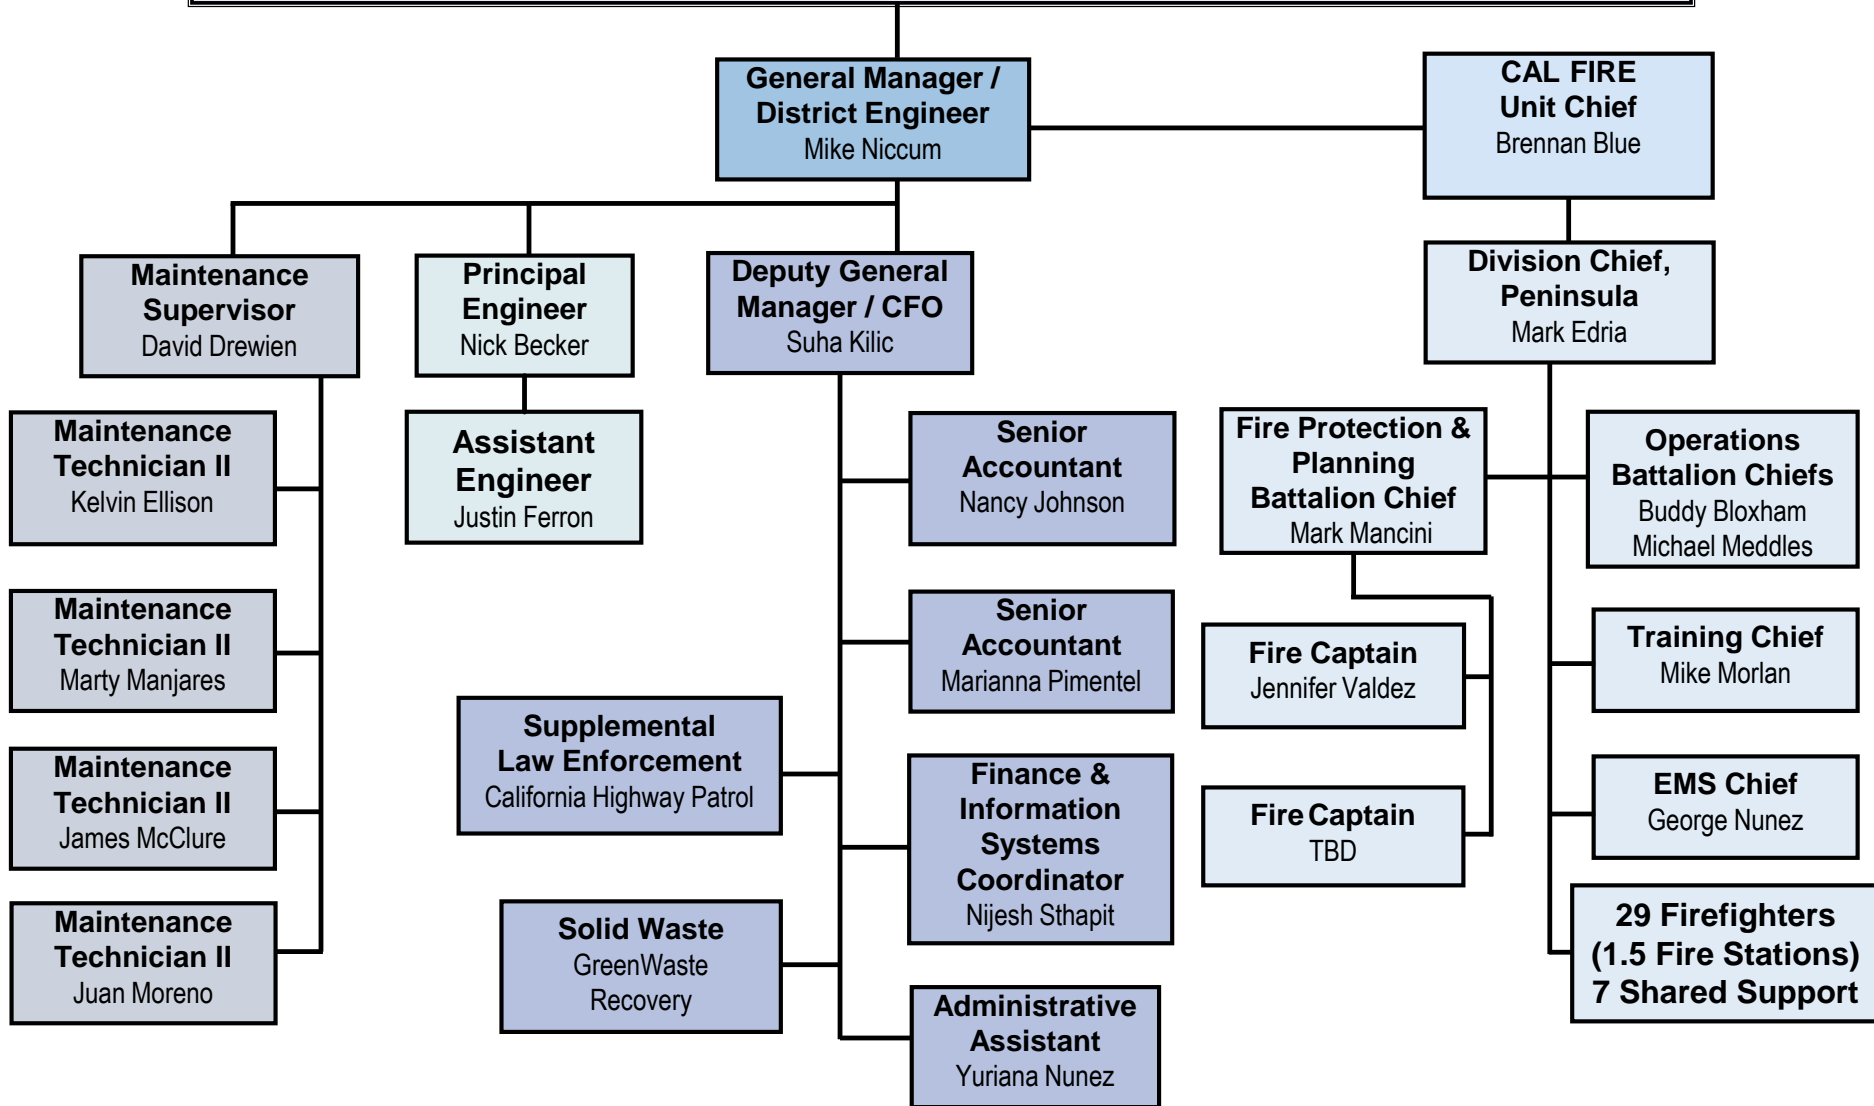 General Manager /
District Engineer
Mike Niccum
CAL FIRE
Unit Chief
Brennan Blue
Maintenance
Supervisor
David Drewien
Principal
Engineer
Nick Becker
Deputy General
Manager / CFO
Suha Kilic
Division Chief,
Peninsula
Mark Edria
Maintenance
Technician II
Kelvin Ellison
Maintenance
Technician II
Marty Manjares
Maintenance
Technician II
James McClure
Maintenance
Technician II
Juan Moreno
Assistant
Engineer
Justin Ferron
Senior
Accountant
Nancy Johnson
Senior
Accountant
Marianna Pimentel
Supplemental
Law Enforcement
California Highway Patrol
Finance &
Information
Systems
Coordinator
Nijesh Sthapit
Solid Waste
GreenWaste
Recovery
Administrative
Assistant
Yuriana Nunez
Fire Protection &
Planning
Battalion Chief
Mark Mancini
Fire Captain
Jennifer Valdez
Fire Captain
TBD
Operations
Battalion Chiefs
Buddy Bloxham
Michael Meddles
Training Chief
Mike Morlan
EMS Chief
George Nunez
29 Firefighters
(1.5 Fire Stations)
7 Shared Support